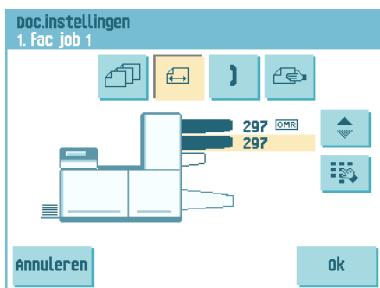 Doc.instellingen
1. Fac job 1
297 OMR
297
Annuleren
Ok